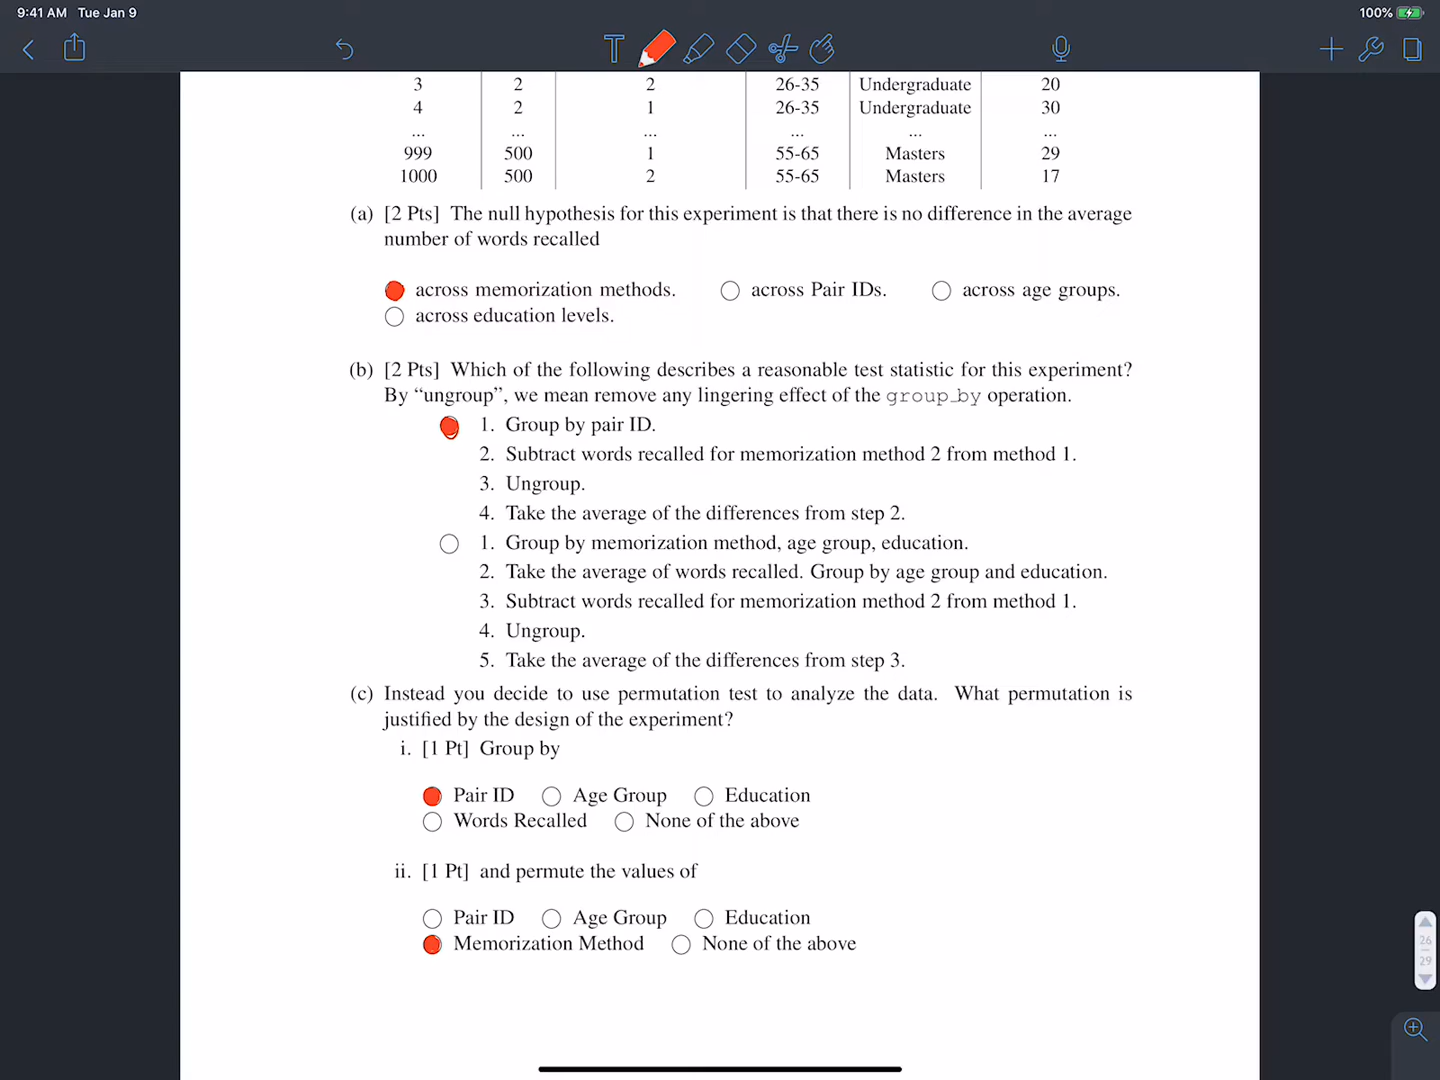 9:41 AM Tue Jan 9 100%
T
3 2 2 26-35 Undergraduate 20
4 2 1 26-35 Undergraduate 30
... ... ... ... ... ...
999 500 1 55-65 Masters 29
1000 500 2 55-65 Masters 17
(a) [2 Pts] The null hypothesis for this experiment is that there is no difference in the average
number of words recalled
across memorization methods. across Pair IDs. across age groups.
across education levels.
(b) [2 Pts] Which of the following describes a reasonable test statistic for this experiment?
By “ungroup”, we mean remove any lingering effect of the group_by operation.
1. Group by pair ID.
2. Subtract words recalled for memorization method 2 from method 1.
3. Ungroup.
4. Take the average of the differences from step 2.
1. Group by memorization method, age group, education.
2. Take the average of words recalled. Group by age group and education.
3. Subtract words recalled for memorization method 2 from method 1.
4. Ungroup.
5. Take the average of the differences from step 3.
(c) Instead you decide to use permutation test to analyze the data. What permutation is
justified by the design of the experiment?
i. [1 Pt] Group by
Pair ID Age Group Education
Words Recalled None of the above
ii. [1 Pt] and permute the values of
Pair ID Age Group Education
Memorization Method None of the above
26
29